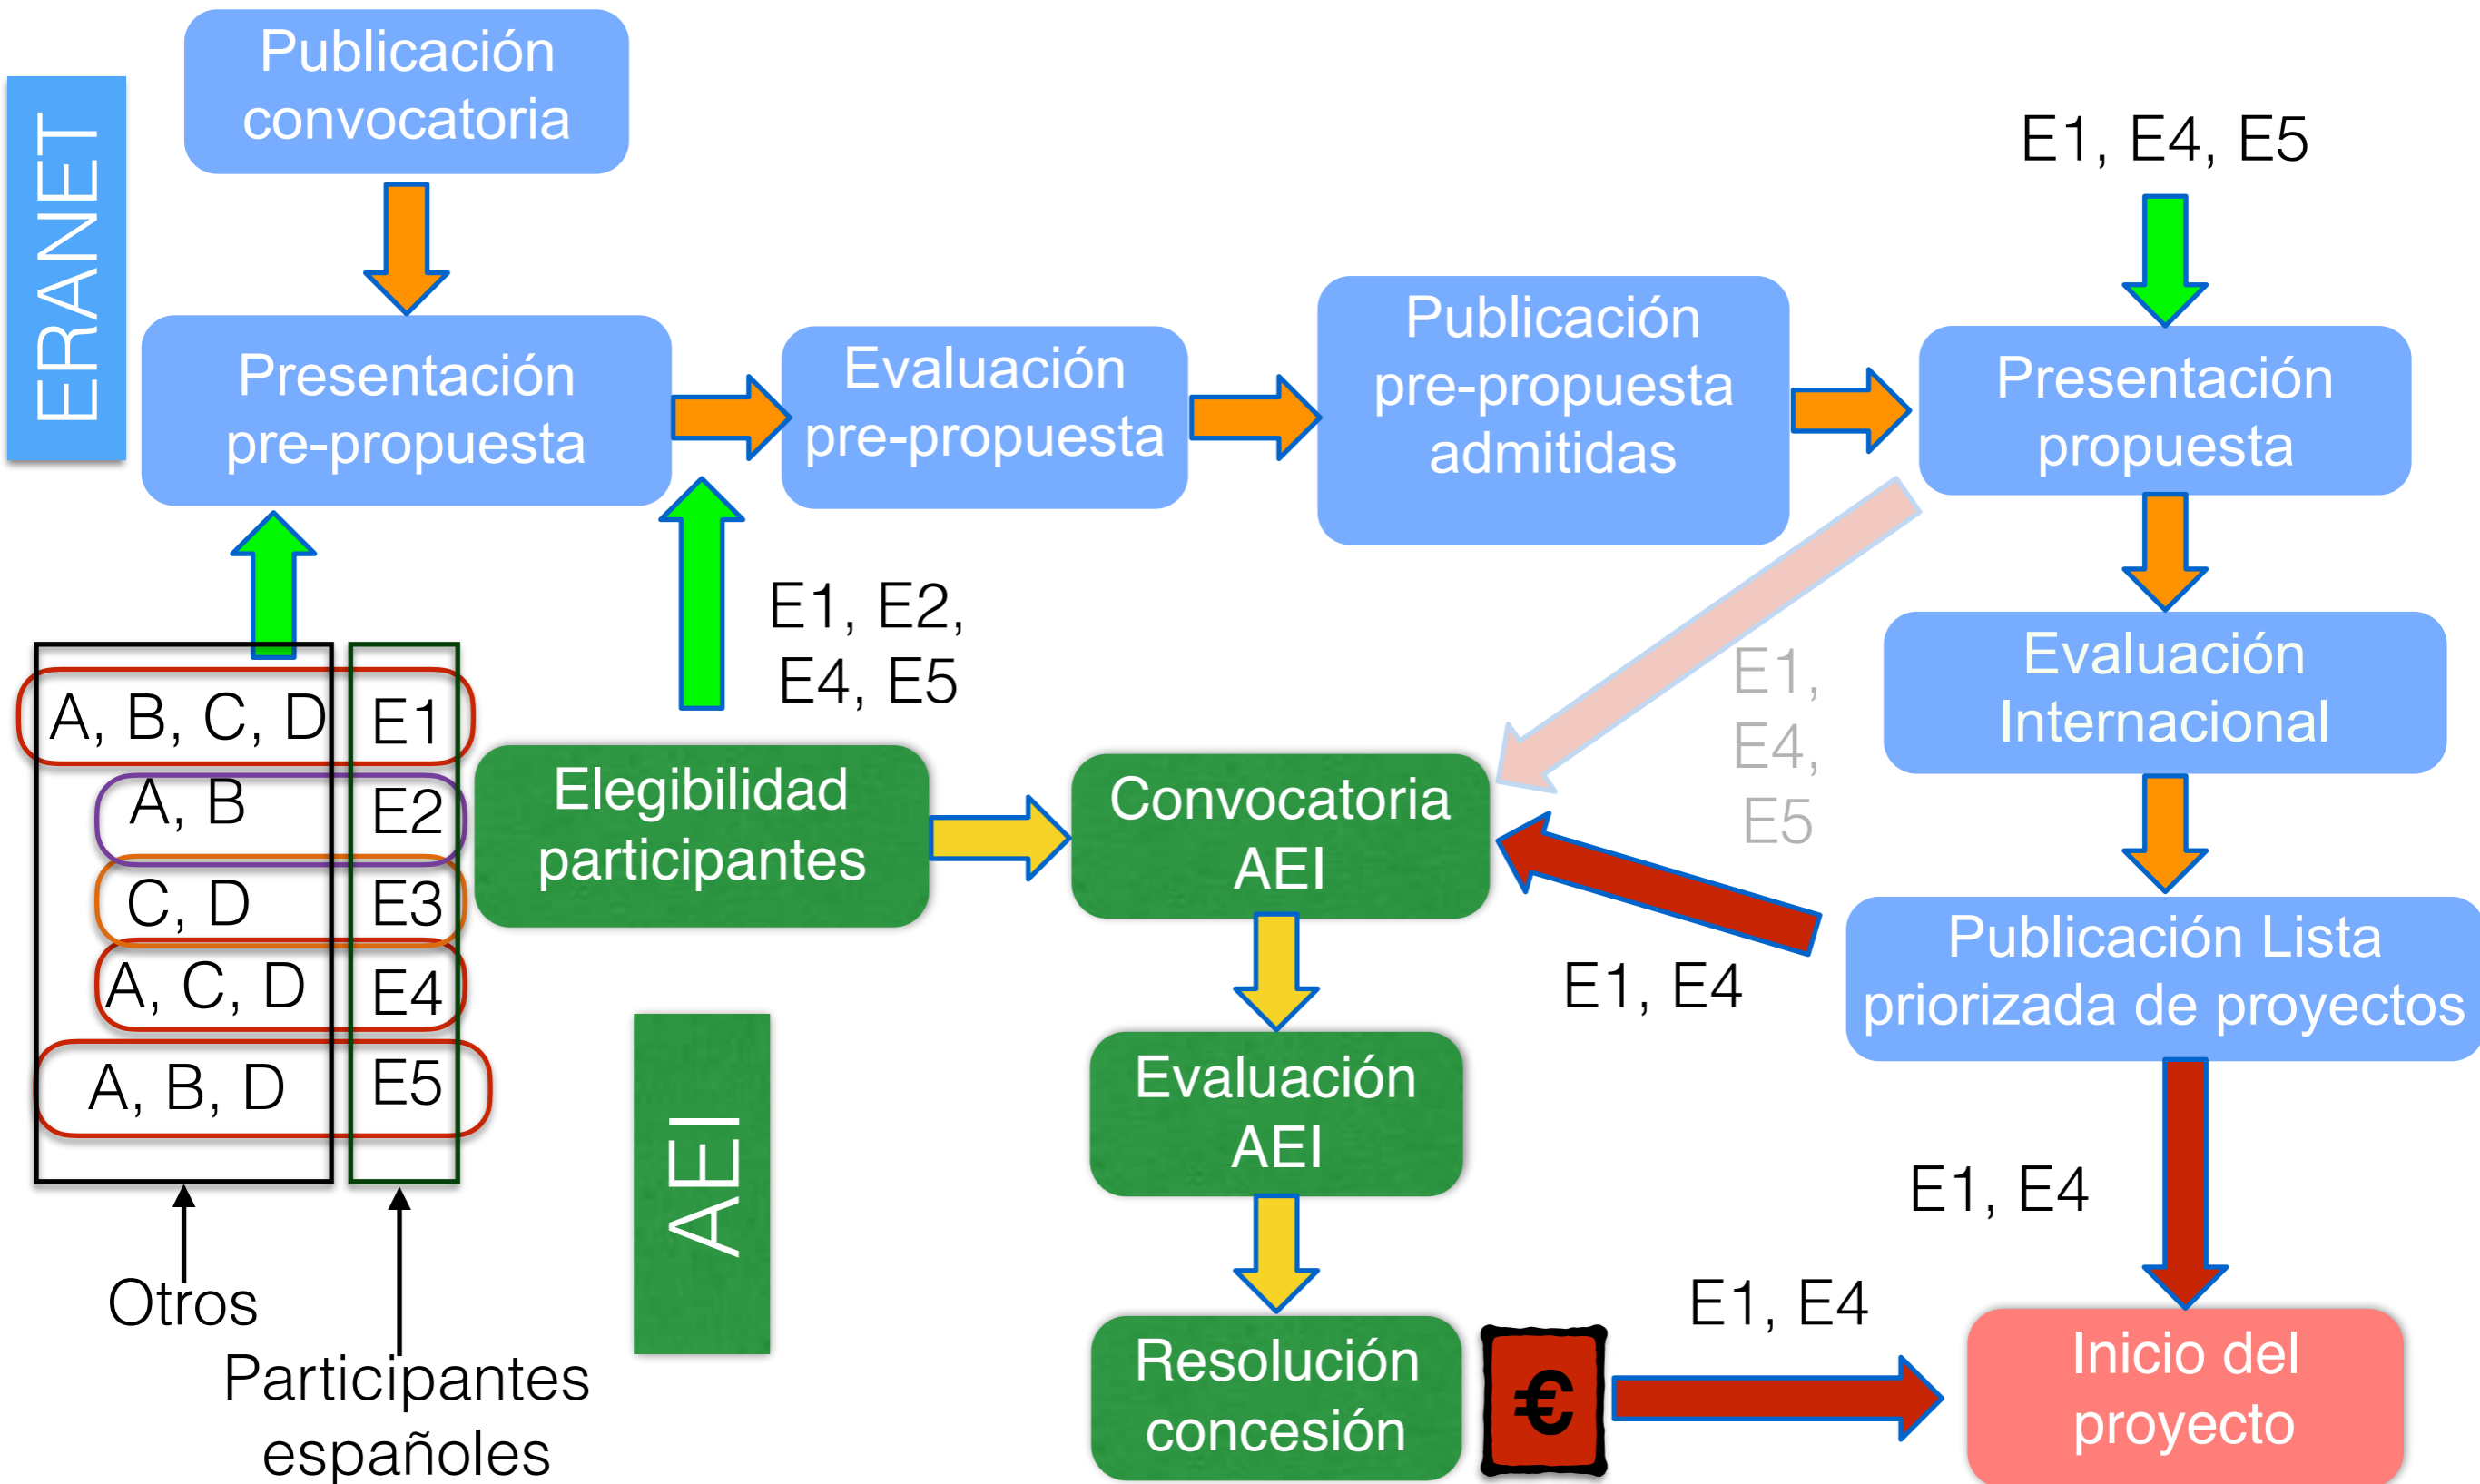 Publicación
convocatoria
ERANET
E1, E4, E5
Presentación
pre-propuesta
Evaluación
pre-propuesta
Publicación
pre-propuesta
admitidas
Presentación
propuesta
E1, E2,
E4, E5
E1,
E4,
E5
Evaluación
Internacional
A, B, C, D E1
A, B E2
C, D E3
A, C, D E4
A, B, D E5
Elegibilidad
participantes
Convocatoria
AEI
E1, E4
Publicación Lista
priorizada de proyectos
AEI
Evaluación
AEI
E1, E4
Otros
Participantes
españoles
Resolución
concesión
€
E1, E4
Inicio del
proyecto